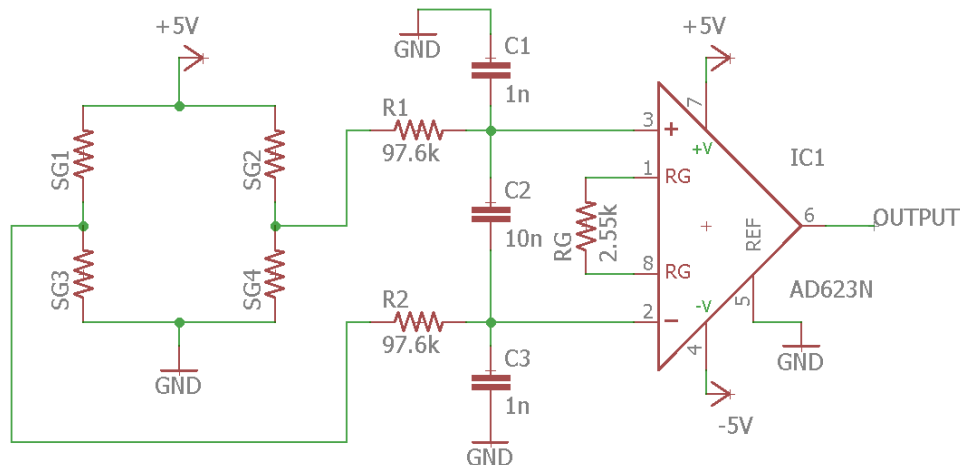 +5V
GND
C1
1n
+5V
R1
97.6k
SG1
SG2
3
+
7
+V
IC1
1
RG
C2
10n
RG
2.55k
REF
6
OUTPUT
SG3
SG4
8
RG
R2
97.6k
2
-
-V
5
AD623N
4
GND
C3
1n
GND
GND
-5V